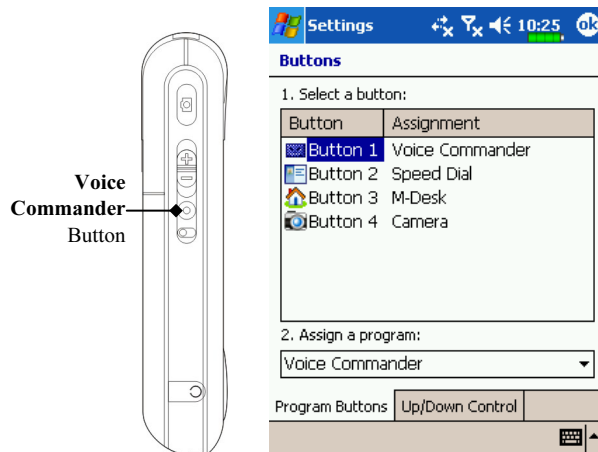 Voice
Commander
Button
Settings 10:25 ok
Buttons
1. Select a button:
Button Assignment
Button 1 Voice Commander
Button 2 Speed Dial
Button 3 M-Desk
Button 4 Camera
2. Assign a program:
Voice Commander
Program Buttons Up/Down Control